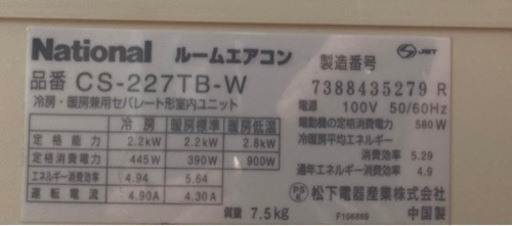 National ルームエアコン
品番 CS-227TB-W
冷房・暖房兼用セパレート形室内ユニット
冷房 暖房標準 暖房低温
定格能力 2.2kW 2.2kW 2.8kW
定格消費電力 445W 390W 900W
エネルギー消費効率 4.94 5.64
運転電流 4.90A 4.30A
質量 7.5kg
製造番号 JET
7388435279 R
電源 100V 50/60Hz
電動機の定格消費電力 560W
冷暖房平均エネルギー
消費効率 5.29
通年エネルギー消費効率 4.9
PS E 松下電器産業株式会社
F106869 中国製